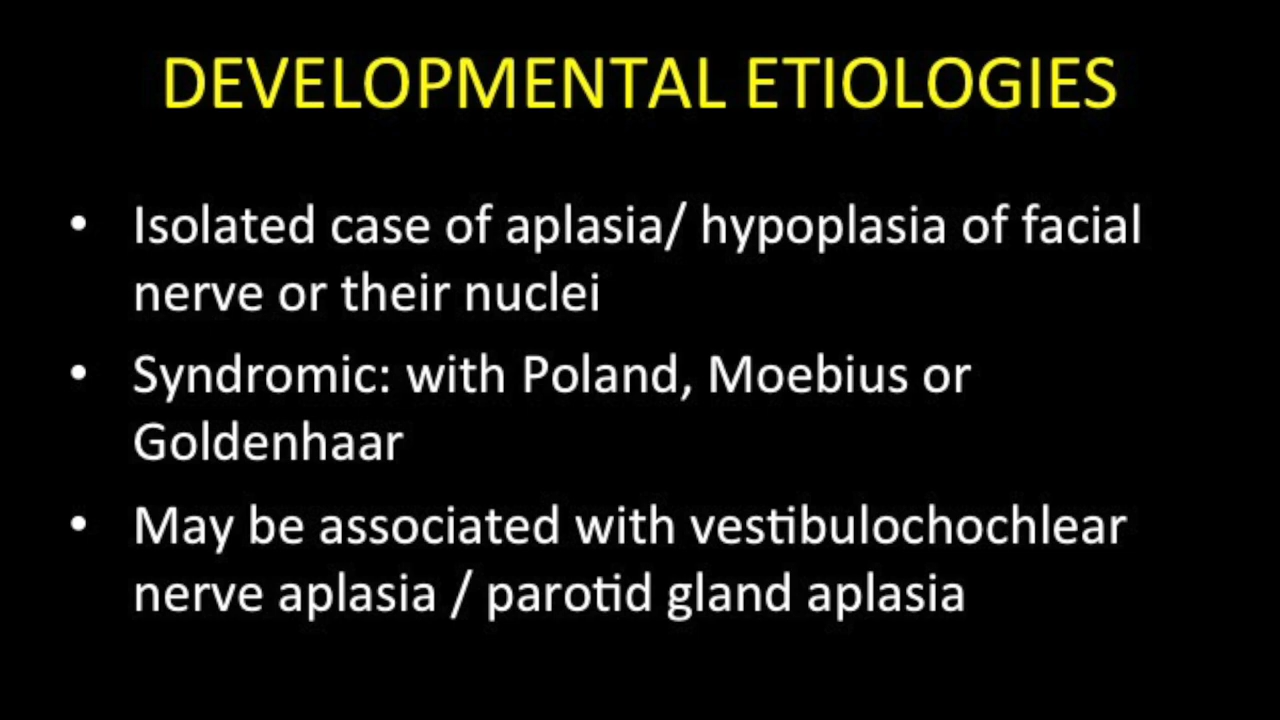 DEVELOPMENTAL ETIOLOGIES
• Isolated case of aplasia/ hypoplasia of facial
nerve or their nuclei
• Syndromic: with Poland, Moebius or
Goldenhaar
• May be associated with vestibulochochlear
nerve aplasia / parotid gland aplasia